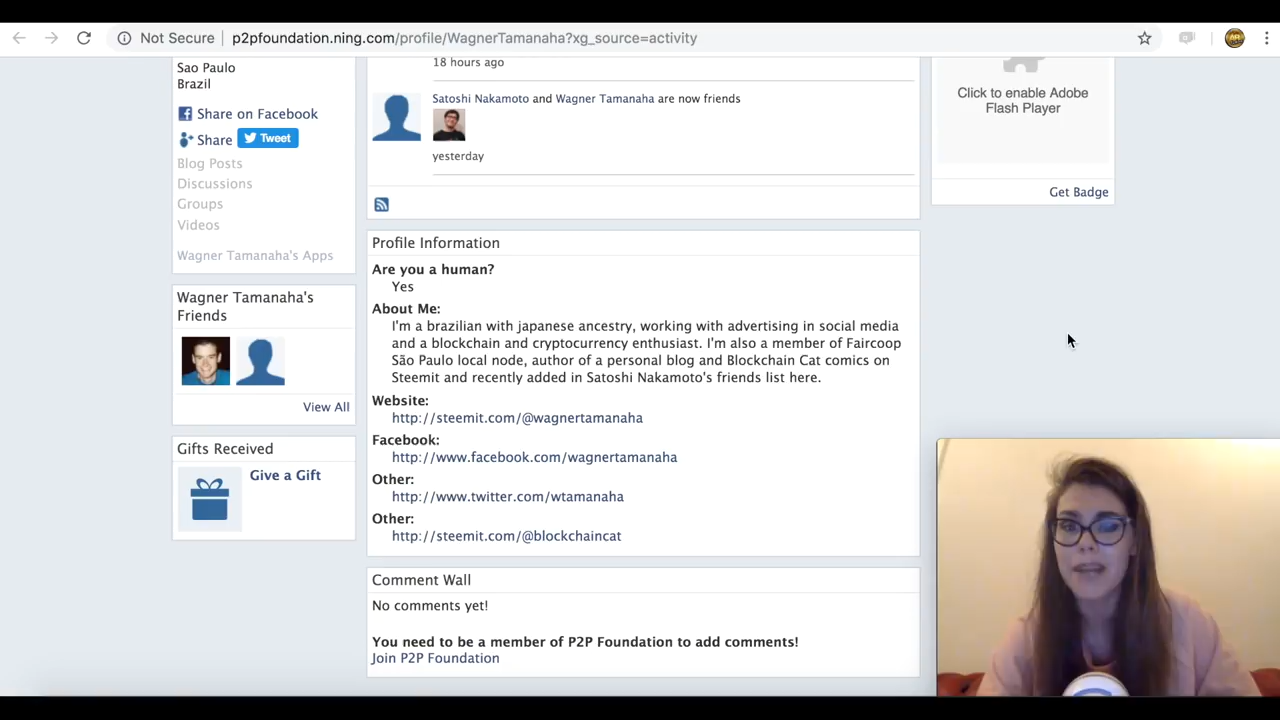 Not Secure
p2pfoundation.ning.com/profile/WagnerTamanaha?xg_source=activity
Sao Paulo
Brazil
Share on Facebook
Share
Tweet
Blog Posts
Discussions
Groups
Videos
Wagner Tamanaha's Apps
Wagner Tamanaha's
Friends
View All
Gifts Received
Give a Gift
18 hours ago
Satoshi Nakamoto and Wagner Tamanaha are now friends
yesterday
Profile Information
Are you a human?
Yes
About Me:
I'm a brazilian with japanese ancestry, working with advertising in social media
and a blockchain and cryptocurrency enthusiast. I'm also a member of Faircoop
São Paulo local node, author of a personal blog and Blockchain Cat comics on
Steemit and recently added in Satoshi Nakamoto's friends list here.
Website:
http://steemit.com/@wagnertamanaha
Facebook:
http://www.facebook.com/wagnertamanaha
Other:
http://www.twitter.com/wtamanaha
Other:
http://steemit.com/@blockchaincat
Comment Wall
No comments yet!
You need to be a member of P2P Foundation to add comments!
Join P2P Foundation
Click to enable Adobe
Flash Player
Get Badge